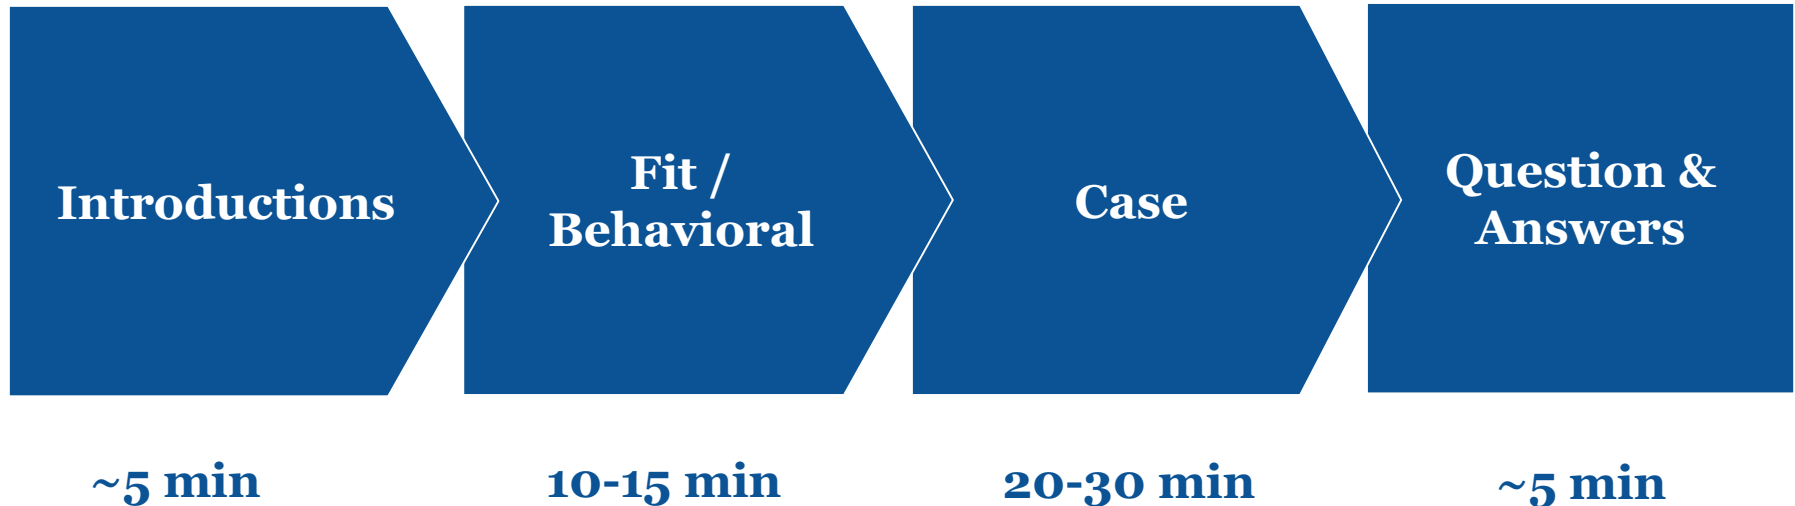 Introductions
Fit /
Behavioral
Case
Question &
Answers
~5 min
10-15 min
20-30 min
~5 min